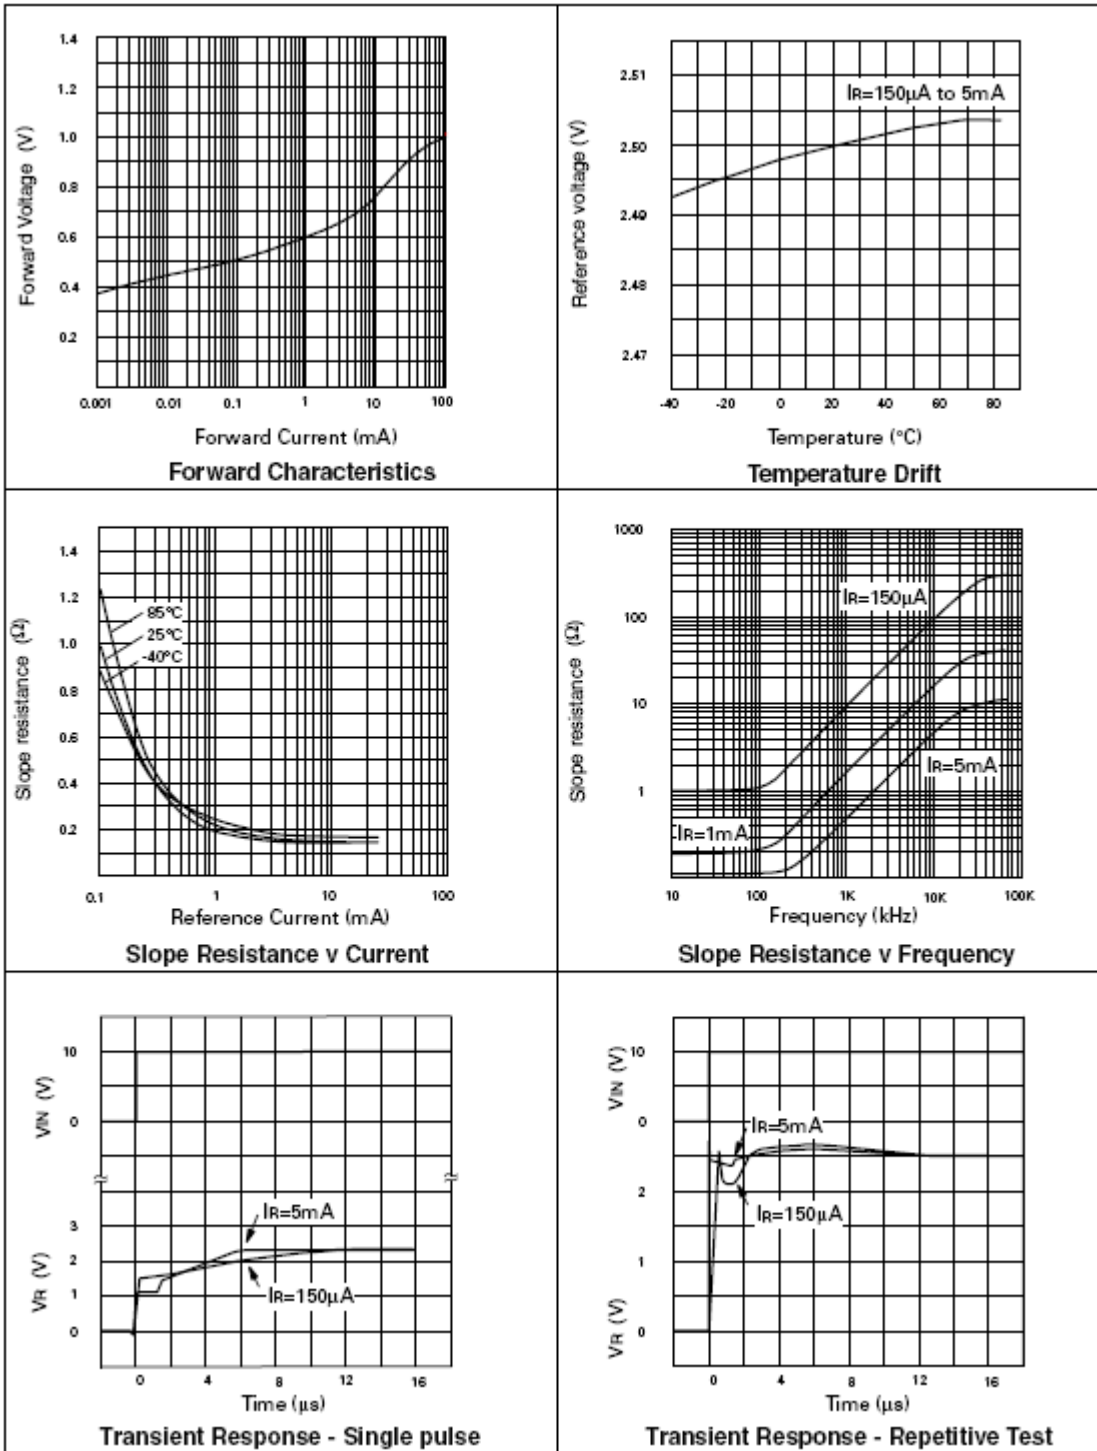 1.4
1.2
1.0
0.8
0.6
0.4
0.2
0.001 0.01 0.1 1 10 100
Forward Voltage (V)
Forward Current (mA)
Forward Characteristics
2.51
2.50
2.49
2.48
2.47
-40 -20 0 20 40 60 80
Reference voltage (V)
IR=150μA to 5mA
Temperature (°C)
Temperature Drift
1.4
1.2
1.0
0.8
0.6
0.4
0.2
0.1 1 10 100
Slope resistance (Ω)
85°C
25°C
-40°C
Reference Current (mA)
Slope Resistance v Current
1000
100
10
1
10 100 1K 10K 100K
Slope resistance (Ω)
IR=150μA
IR=5mA
IR=1mA
Frequency (kHz)
Slope Resistance v Frequency
10
0
3
2
1
0
VIN (V)
VR (V)
IR=5mA
IR=150μA
0 4 8 12 16
Time (μs)
Transient Response - Single pulse
10
0
2
1
0
VIN (V)
VR (V)
IR=5mA
IR=150μA
0 4 8 12 16
Time (μs)
Transient Response - Repetitive Test